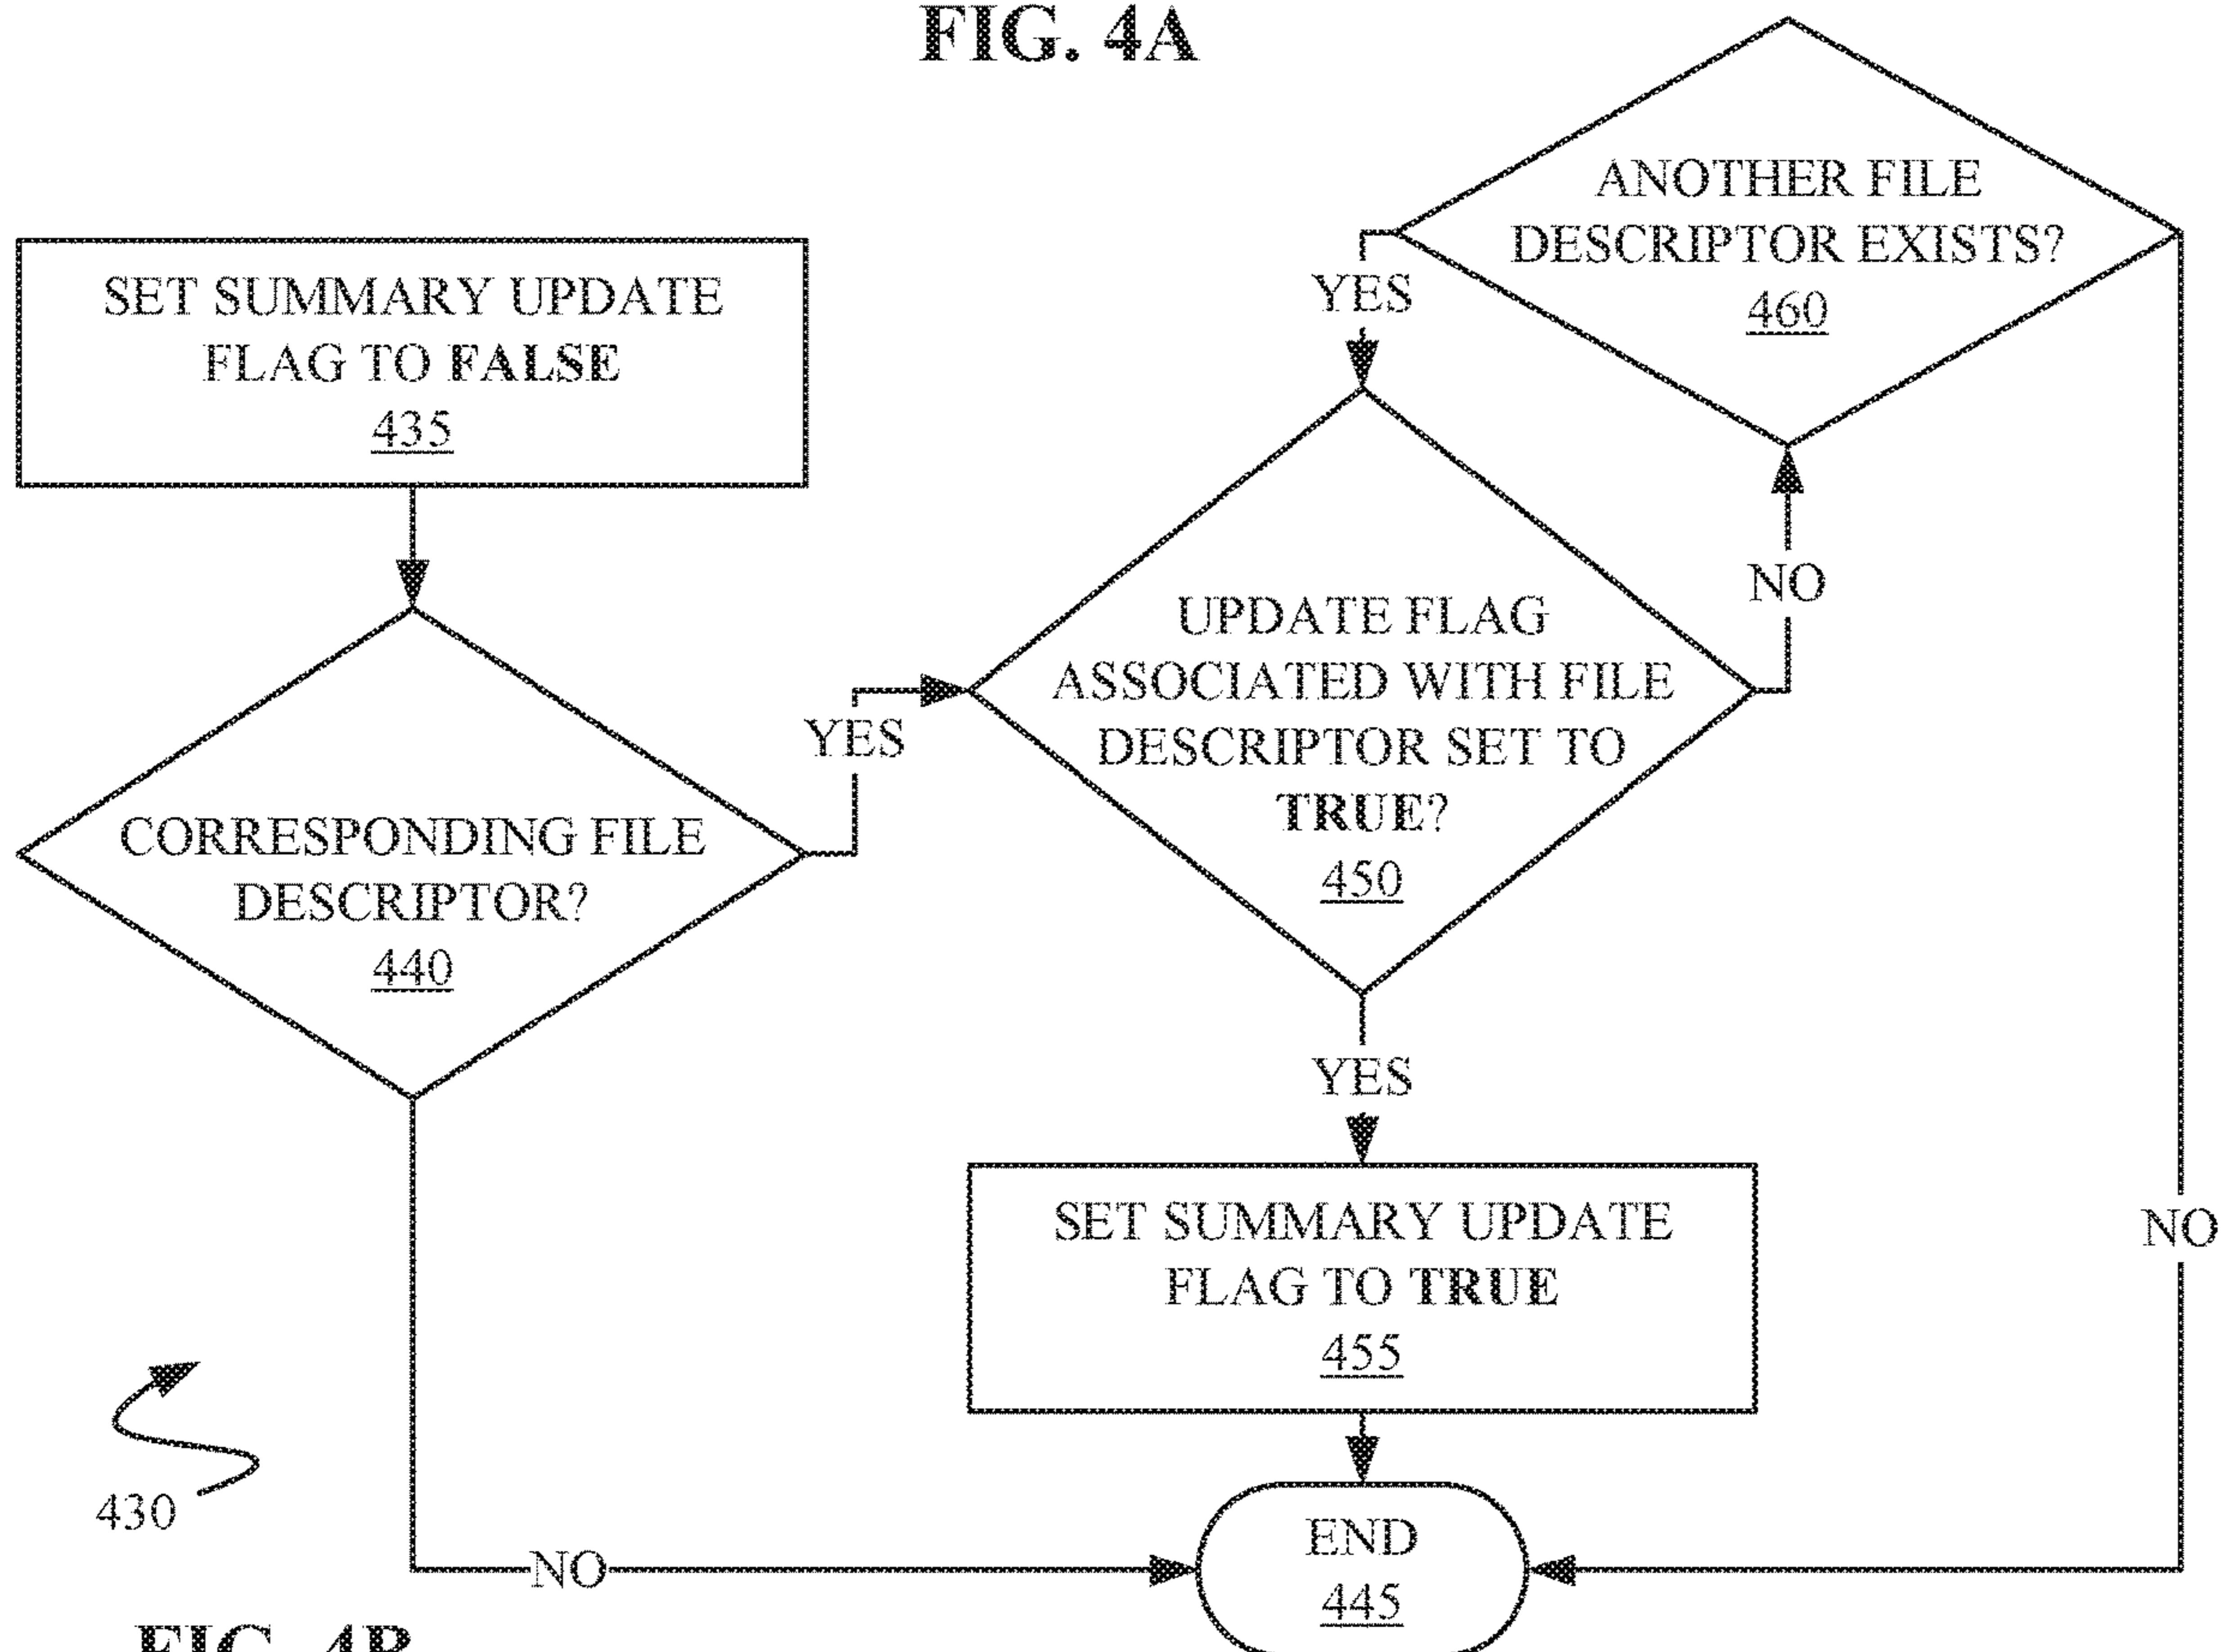 FIG. 4A
SET SUMMARY UPDATE
FLAG TO FALSE
435
CORRESPONDING FILE
DESCRIPTOR?
440
YES
NO
ANOTHER FILE
DESCRIPTOR EXISTS?
460
YES
NO
UPDATE FLAG
ASSOCIATED WITH FILE
DESCRIPTOR SET TO
TRUE?
450
NO
YES
SET SUMMARY UPDATE
FLAG TO TRUE
455
END
445
430
FIG. 4B